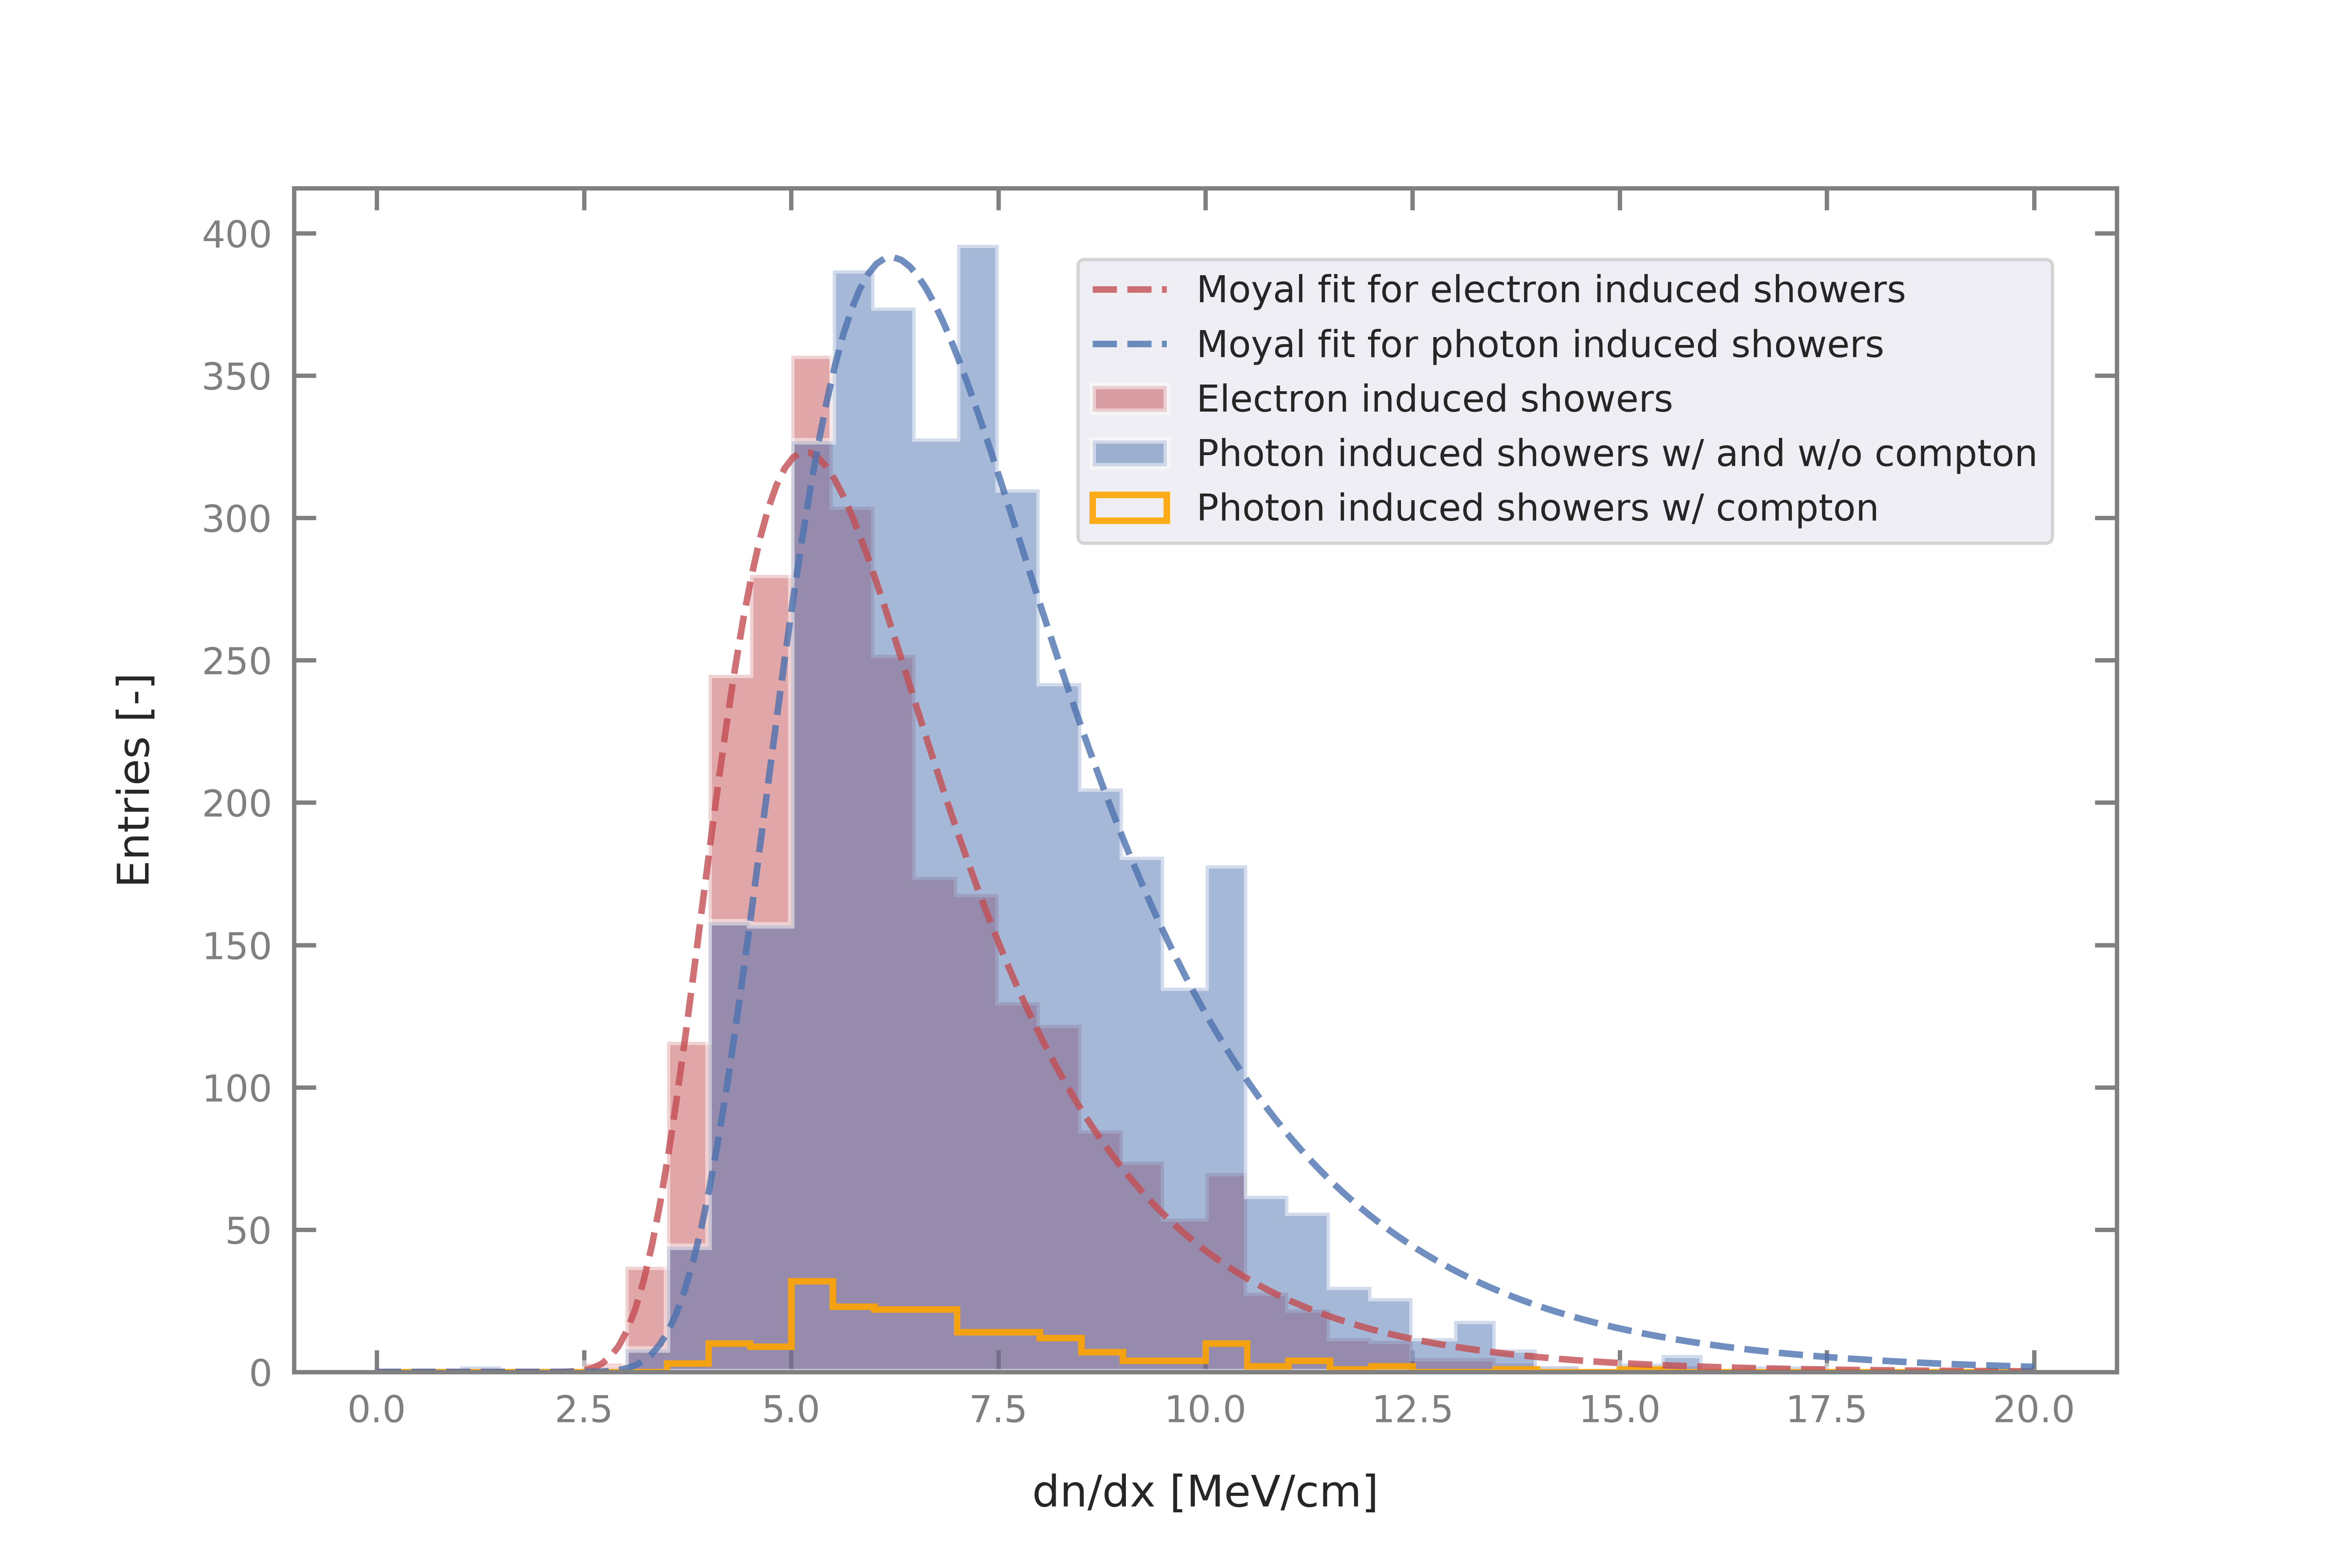 400
350
300
250
200
150
100
50
0
Entries [-]
Moyal fit for electron induced showers
Moyal fit for photon induced showers
Electron induced showers
Photon induced showers w/ and w/o compton
Photon induced showers w/ compton
0.0 2.5 5.0 7.5 10.0 12.5 15.0 17.5 20.0
dn/dx [MeV/cm]